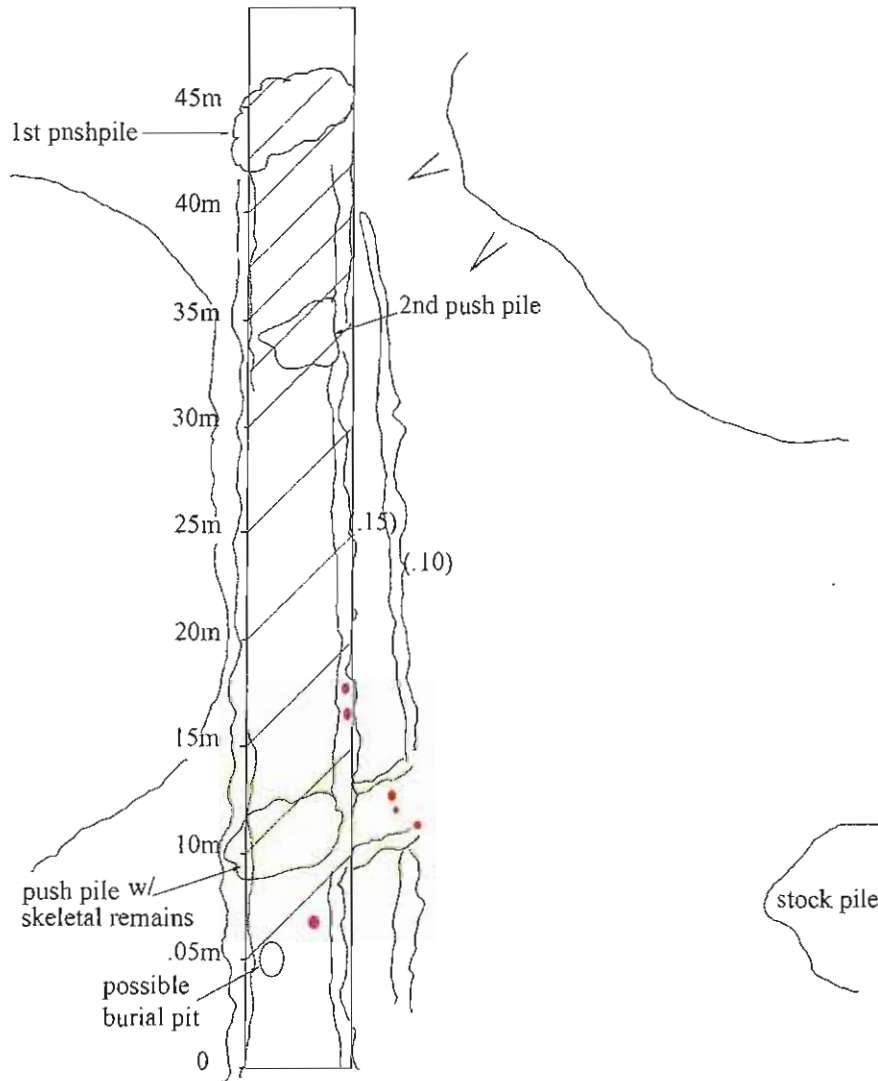 45m
1st pnshpile
40m
35m
2nd push pile
30m
25m
.15)
(.10)
20m
15m
10m
push pile w/
skeletal remains
stock pile
.05m
possible
burial pit
0